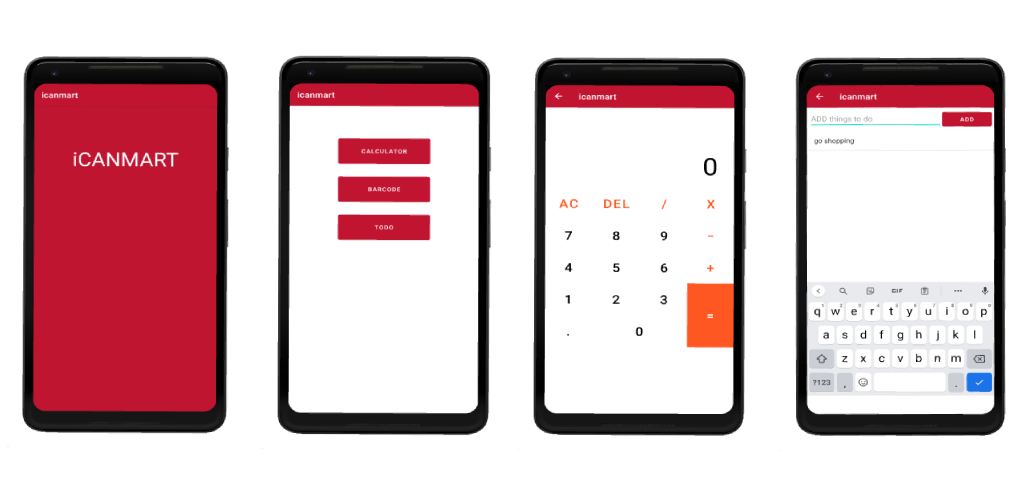 icanmart
iCANMART
icanmart
CALCULATOR
BARCODE
TODO
icanmart
0
AC DEL / X
7 8 9 -
4 5 6 +
1 2 3
. 0 =
icanmart
ADD things to do ADD
go shopping
GIF
q w e r t y u i o p
a s d f g h j k l
z x c v b n m
?123 , .